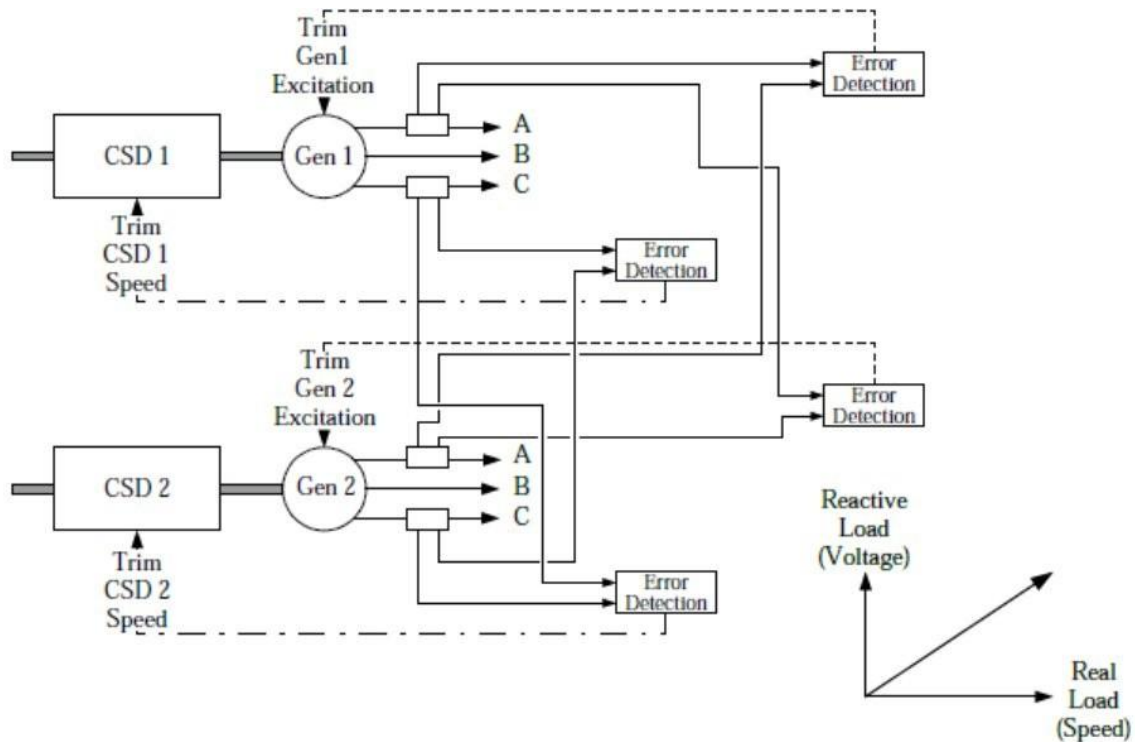 Trim
Gen1
Excitation
Error
Detection
CSD 1
Gen 1
A
B
C
Trim
CSD 1
Speed
Error
Detection
Trim
Gen 2
Excitation
Error
Detection
CSD 2
Gen 2
A
B
C
Trim
CSD 2
Speed
Error
Detection
Reactive
Load
(Voltage)
Real
Load
(Speed)